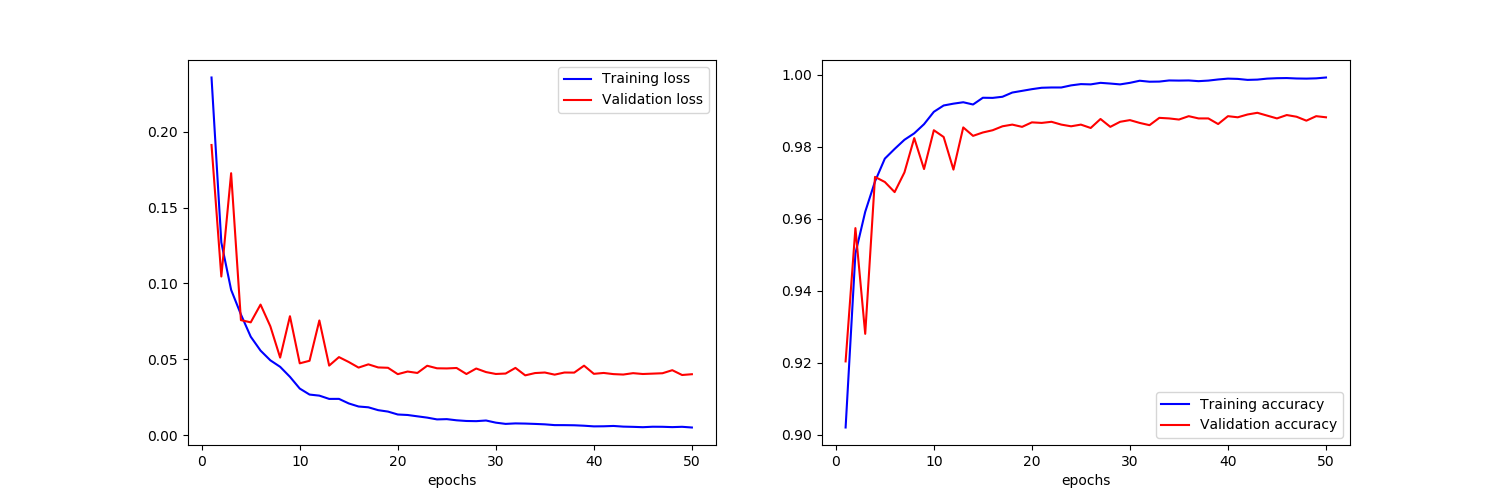 Training loss
Validation loss
0.20
0.15
0.10
0.05
0.00
0 10 20 30 40 50
epochs
1.00
0.98
0.96
0.94
0.92
0.90
Training accuracy
Validation accuracy
0 10 20 30 40 50
epochs